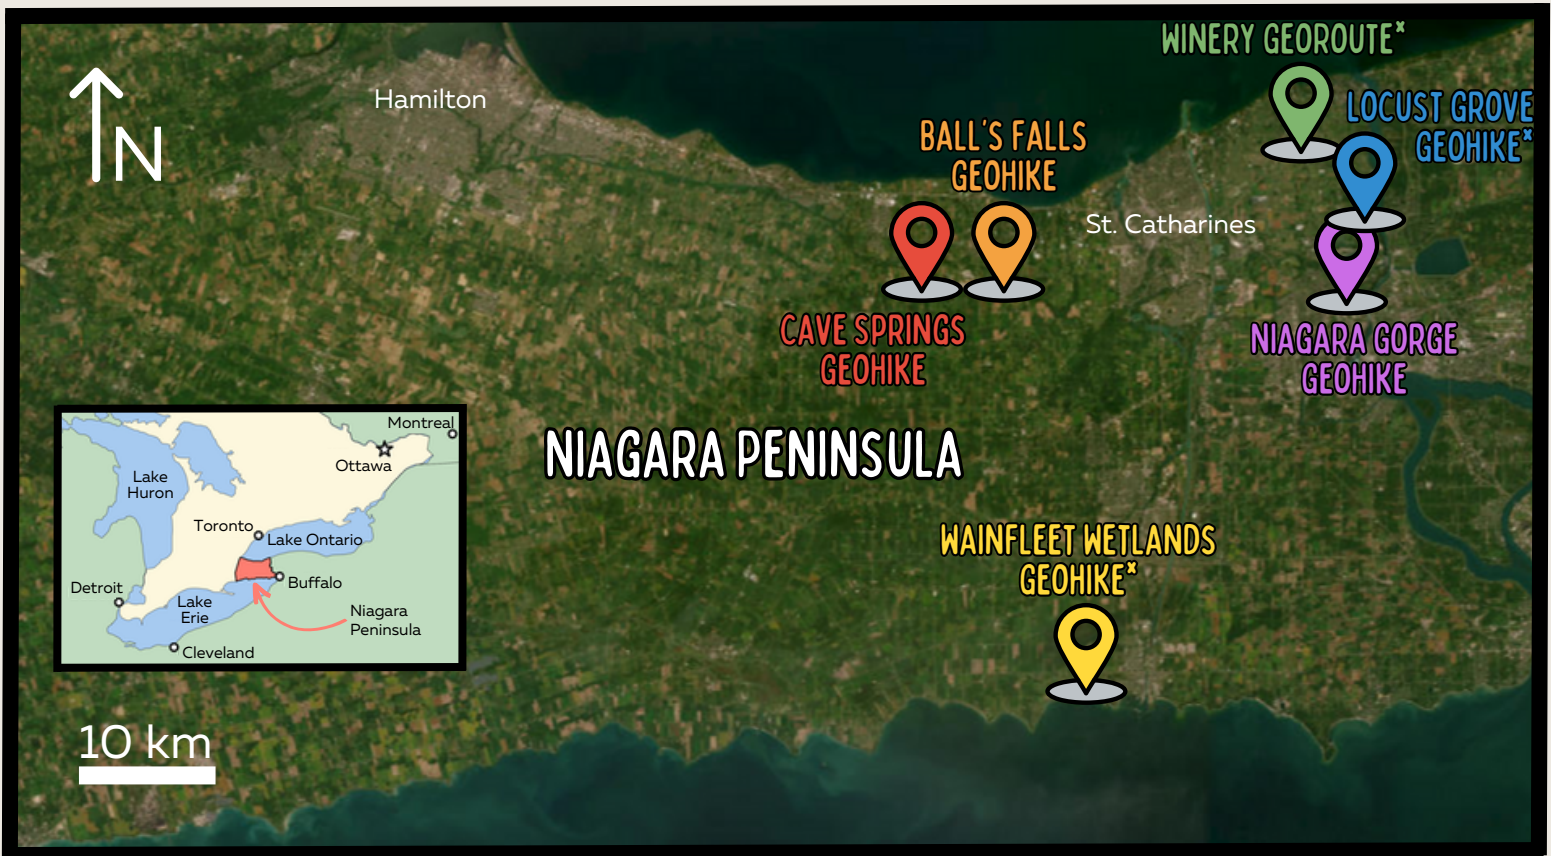 WINERY GEOROUTE*
LOCUST GROVE
GEOHIKE*
BALL'S FALLS
GEOHIKE
Hamilton
N
St. Catharines
CAVE SPRINGS
GEOHIKE
NIAGARA GORGE
GEOHIKE
NIAGARA PENINSULA
WAINFLEET WETLANDS
GEOHIKE*
Montreal
Ottawa
Lake
Huron
Toronto
Lake Ontario
Buffalo
Detroit
Lake
Erie
Niagara
Peninsula
Cleveland
10 km